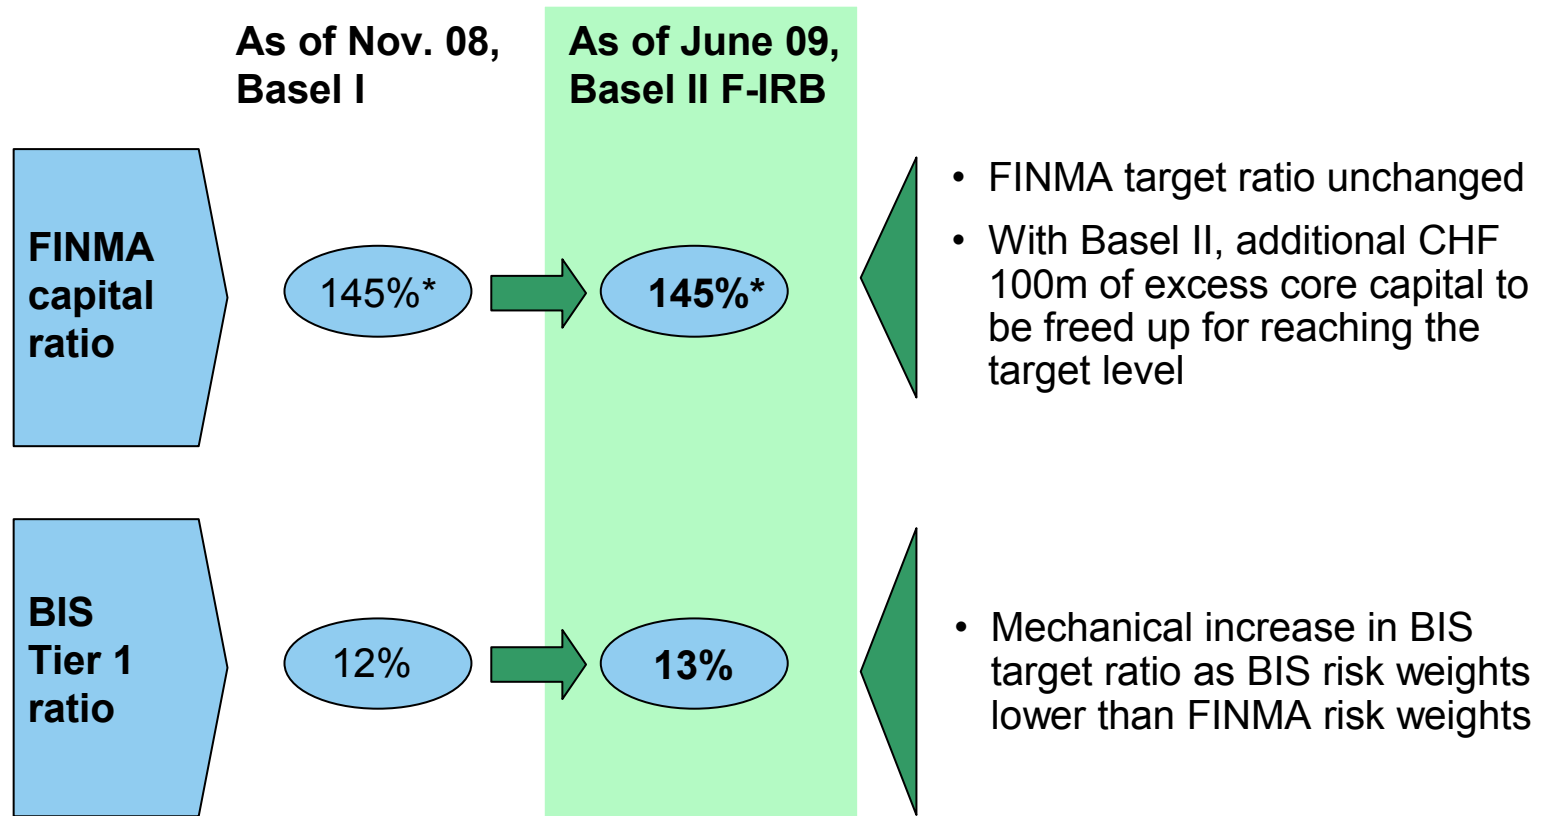 As of Nov. 08,
Basel I
As of June 09,
Basel II F-IRB
FINMA
capital
ratio
145%*
145%*
• FINMA target ratio unchanged
• With Basel II, additional CHF
100m of excess core capital to
be freed up for reaching the
target level
BIS
Tier 1
ratio
12%
13%
• Mechanical increase in BIS
target ratio as BIS risk weights
lower than FINMA risk weights